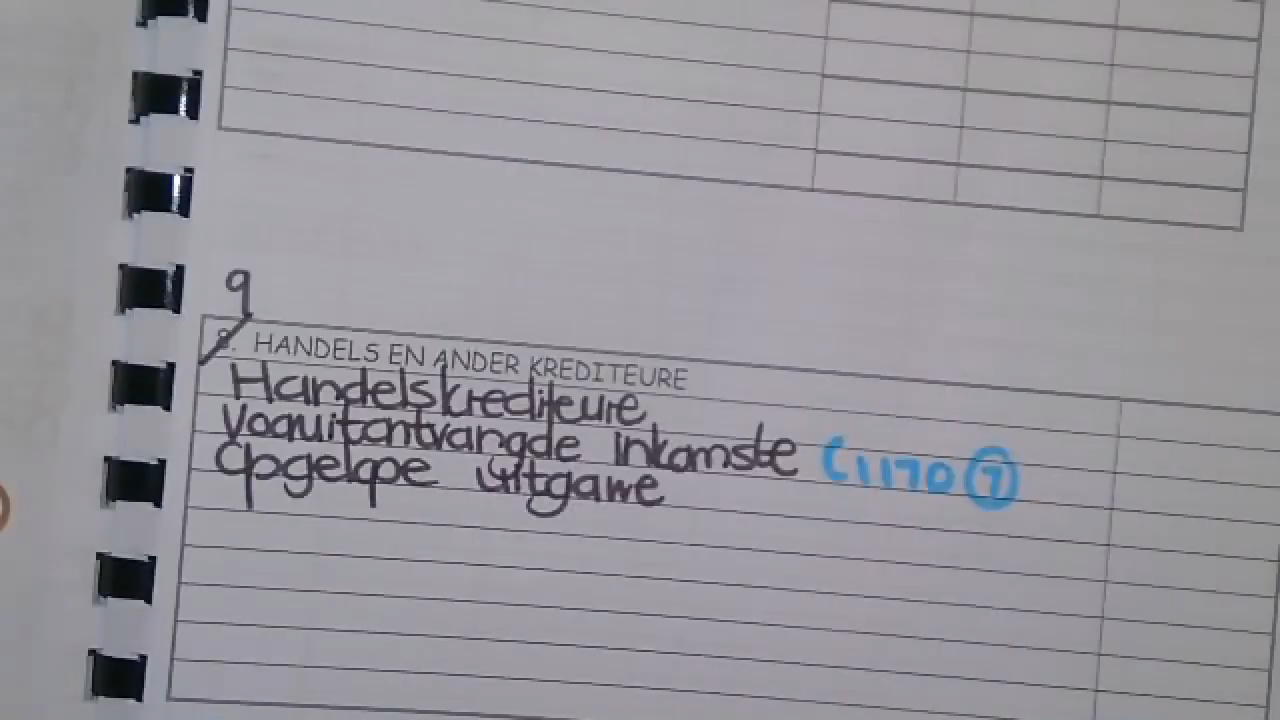 9
8. HANDELS EN ANDER KREDITEURE
Handelskrediteure
Vooruitontvangde inkomste (1170 7
Opgelope uitgawe